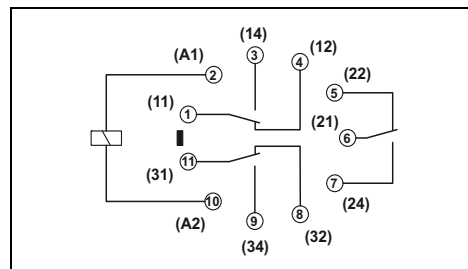 (14) (12)
(A1) 3 4
2 (22)
(11) 5
1 (21)
6
11
(31) 7
10 9 8 (24)
(A2) (32)
(34)